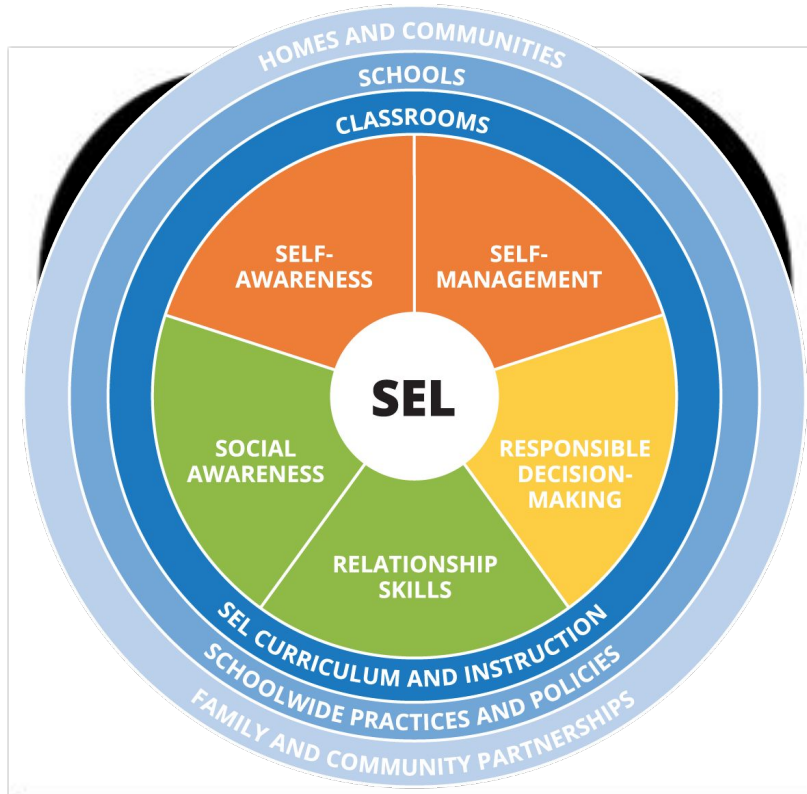 HOMES AND COMMUNITIES
SCHOOLS
CLASSROOMS
SELF-
AWARENESS
SELF-
MANAGEMENT
SEL
SOCIAL
AWARENESS
RESPONSIBLE
DECISION-
MAKING
RELATIONSHIP
SKILLS
SEL CURRICULUM AND INSTRUCTION
SCHOOLWIDE PRACTICES AND POLICIES
FAMILY AND COMMUNITY PARTNERSHIPS